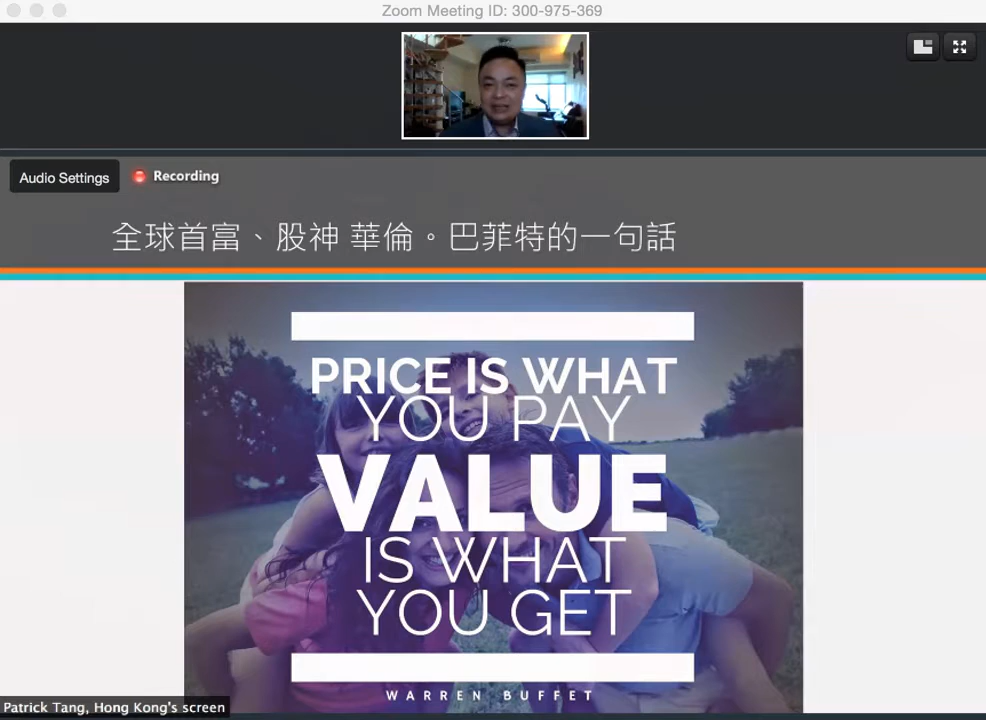 Zoom Meeting ID: 300-975-369
Audio Settings
Recording
全球首富、股神 華倫。巴菲特的一句話
PRICE IS WHAT
YOU PAY
VALUE
IS WHAT
YOU GET
WARREN BUFFET
Patrick Tang, Hong Kong's screen